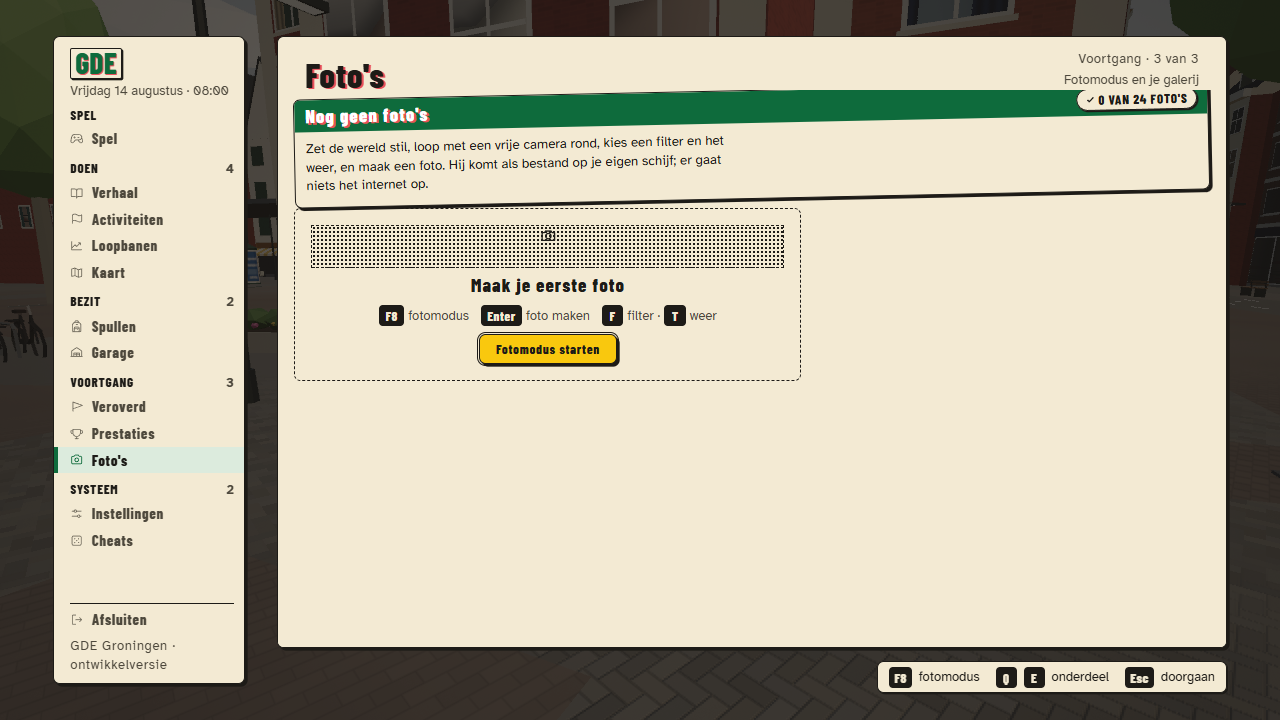 GDE
Vrijdag 14 augustus · 08:00
SPEL
Spel
DOEN 4
Verhaal
Activiteiten
Loopbanen
Kaart
BEZIT 2
Spullen
Garage
VOORTGANG 3
Veroverd
Prestaties
Foto's
SYSTEEM 2
Instellingen
Cheats
Afsluiten
GDE Groningen ·
ontwikkelversie
Foto's
Voortgang · 3 van 3
Fotomodus en je galerij
Nog geen foto's
0 VAN 24 FOTO'S
Zet de wereld stil, loop met een vrije camera rond, kies een filter en het
weer, en maak een foto. Hij komt als bestand op je eigen schijf; er gaat
niets het internet op.
Maak je eerste foto
F8 fotomodus Enter foto maken F filter · T weer
Fotomodus starten
F8 fotomodus Q E onderdeel Esc doorgaan